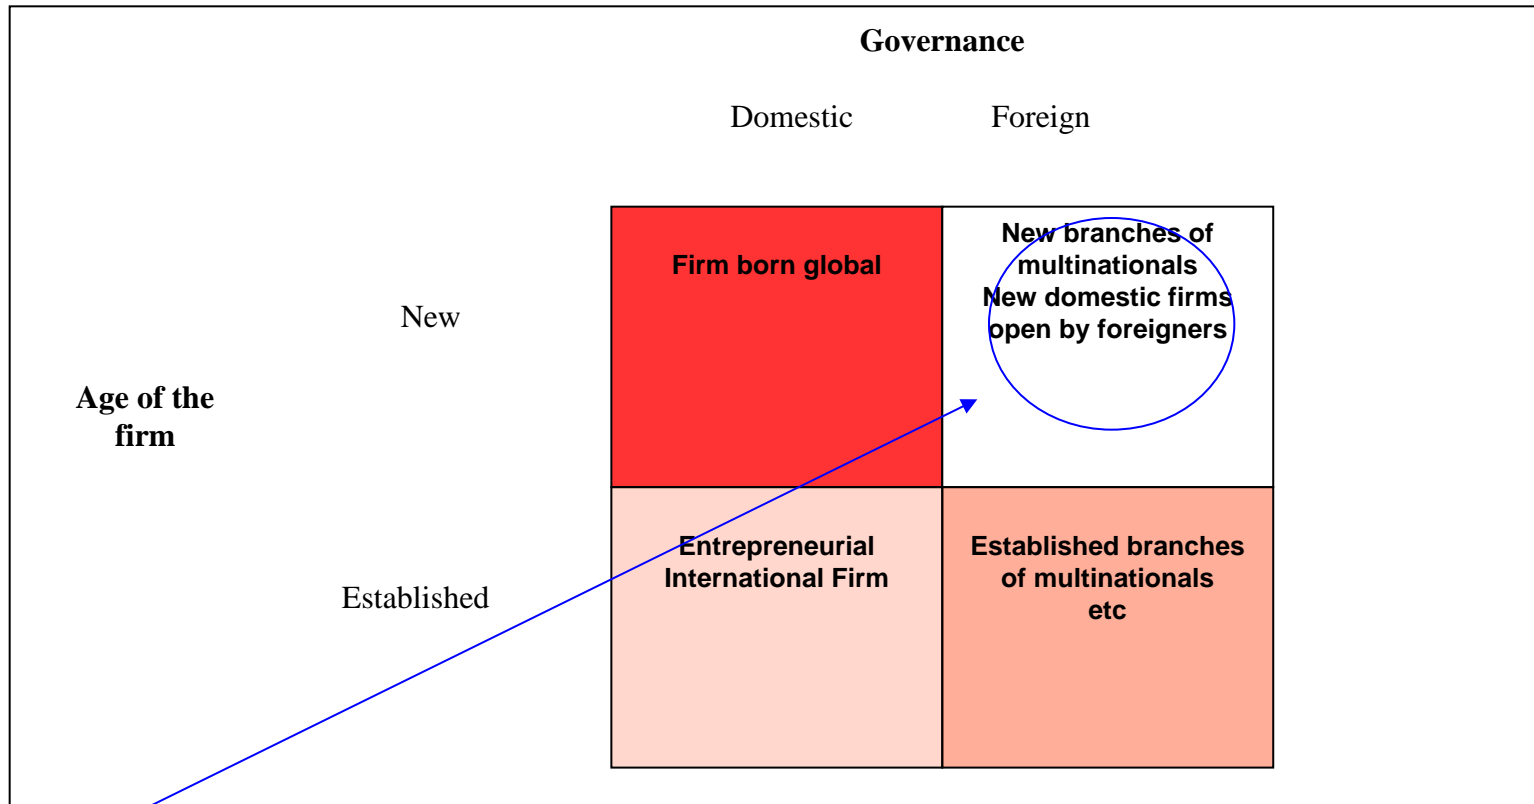 Governance
Domestic Foreign
Firm born global
New branches of
multinationals
New domestic firms
open by foreigners
New
Age of the
firm
Entrepreneurial
International Firm
Established branches
of multinationals
etc
Established